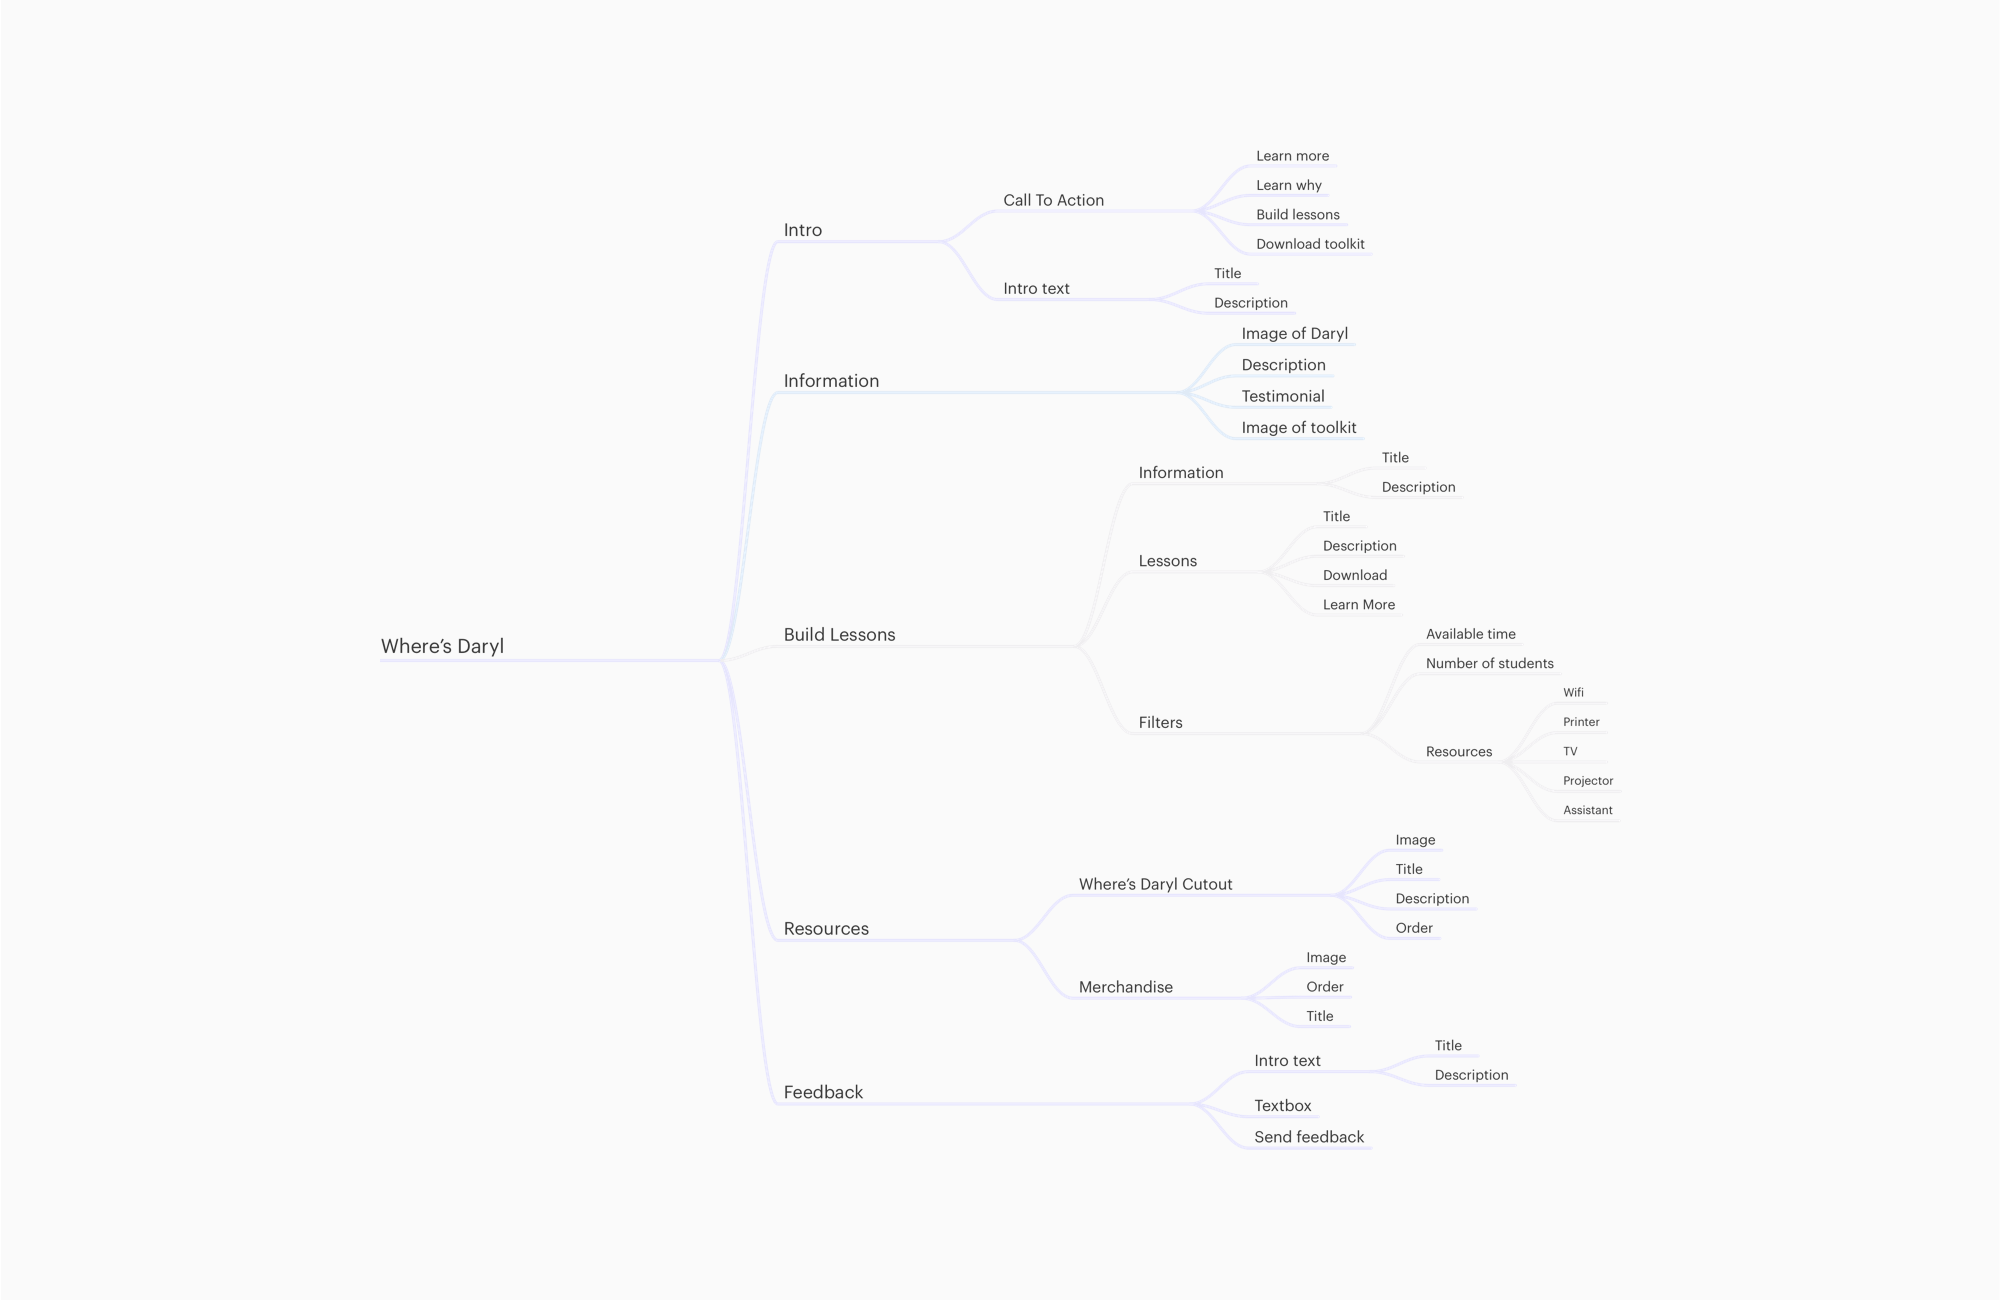 Where’s Daryl
Intro
Call To Action
Learn more
Learn why
Build lessons
Download toolkit
Intro text
Title
Description
Information
Image of Daryl
Description
Testimonial
Image of toolkit
Build Lessons
Information
Title
Description
Lessons
Title
Description
Download
Learn More
Filters
Available time
Number of students
Resources
Wifi
Printer
TV
Projector
Assistant
Resources
Where’s Daryl Cutout
Image
Title
Description
Order
Merchandise
Image
Order
Title
Feedback
Intro text
Title
Description
Textbox
Send feedback